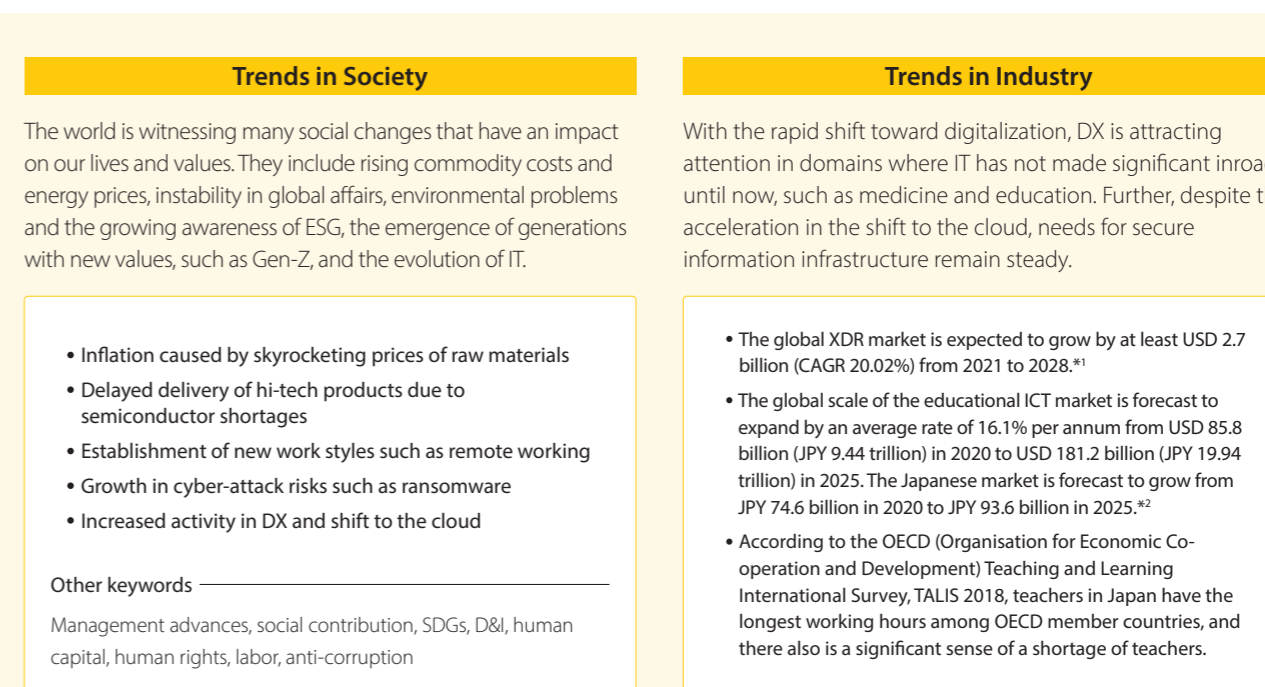 Trends in Society
The world is witnessing many social changes that have an impact
on our lives and values. They include rising commodity costs and
energy prices, instability in global affairs, environmental problems
and the growing awareness of ESG, the emergence of generations
with new values, such as Gen-Z, and the evolution of IT.
• Inflation caused by skyrocketing prices of raw materials
• Delayed delivery of hi-tech products due to
semiconductor shortages
• Establishment of new work styles such as remote working
• Growth in cyber-attack risks such as ransomware
• Increased activity in DX and shift to the cloud
Other keywords
Management advances, social contribution, SDGs, D&I, human
capital, human rights, labor, anti-corruption
Trends in Industry
With the rapid shift toward digitalization, DX is attracting
attention in domains where IT has not made significant
until now, such as medicine and education. Further, despite
acceleration in the shift to the cloud, needs for secure
information infrastructure remain steady.
• The global XDR market is expected to grow by at least USD 2.7
billion (CAGR 20.02%) from 2021 to 2028.*1
• The global scale of the educational ICT market is forecast to
expand by an average rate of 16.1% per annum from USD 85.8
billion (JPY 9.44 trillion) in 2020 to USD 181.2 billion (JPY 19.94
trillion) in 2025. The Japanese market is forecast to grow from
JPY 74.6 billion in 2020 to JPY 93.6 billion in 2025.*2
• According to the OECD (Organisation for Economic Co-
operation and Development) Teaching and Learning
International Survey, TALIS 2018, teachers in Japan have the
longest working hours among OECD member countries, and
there also is a significant sense of a shortage of teachers.